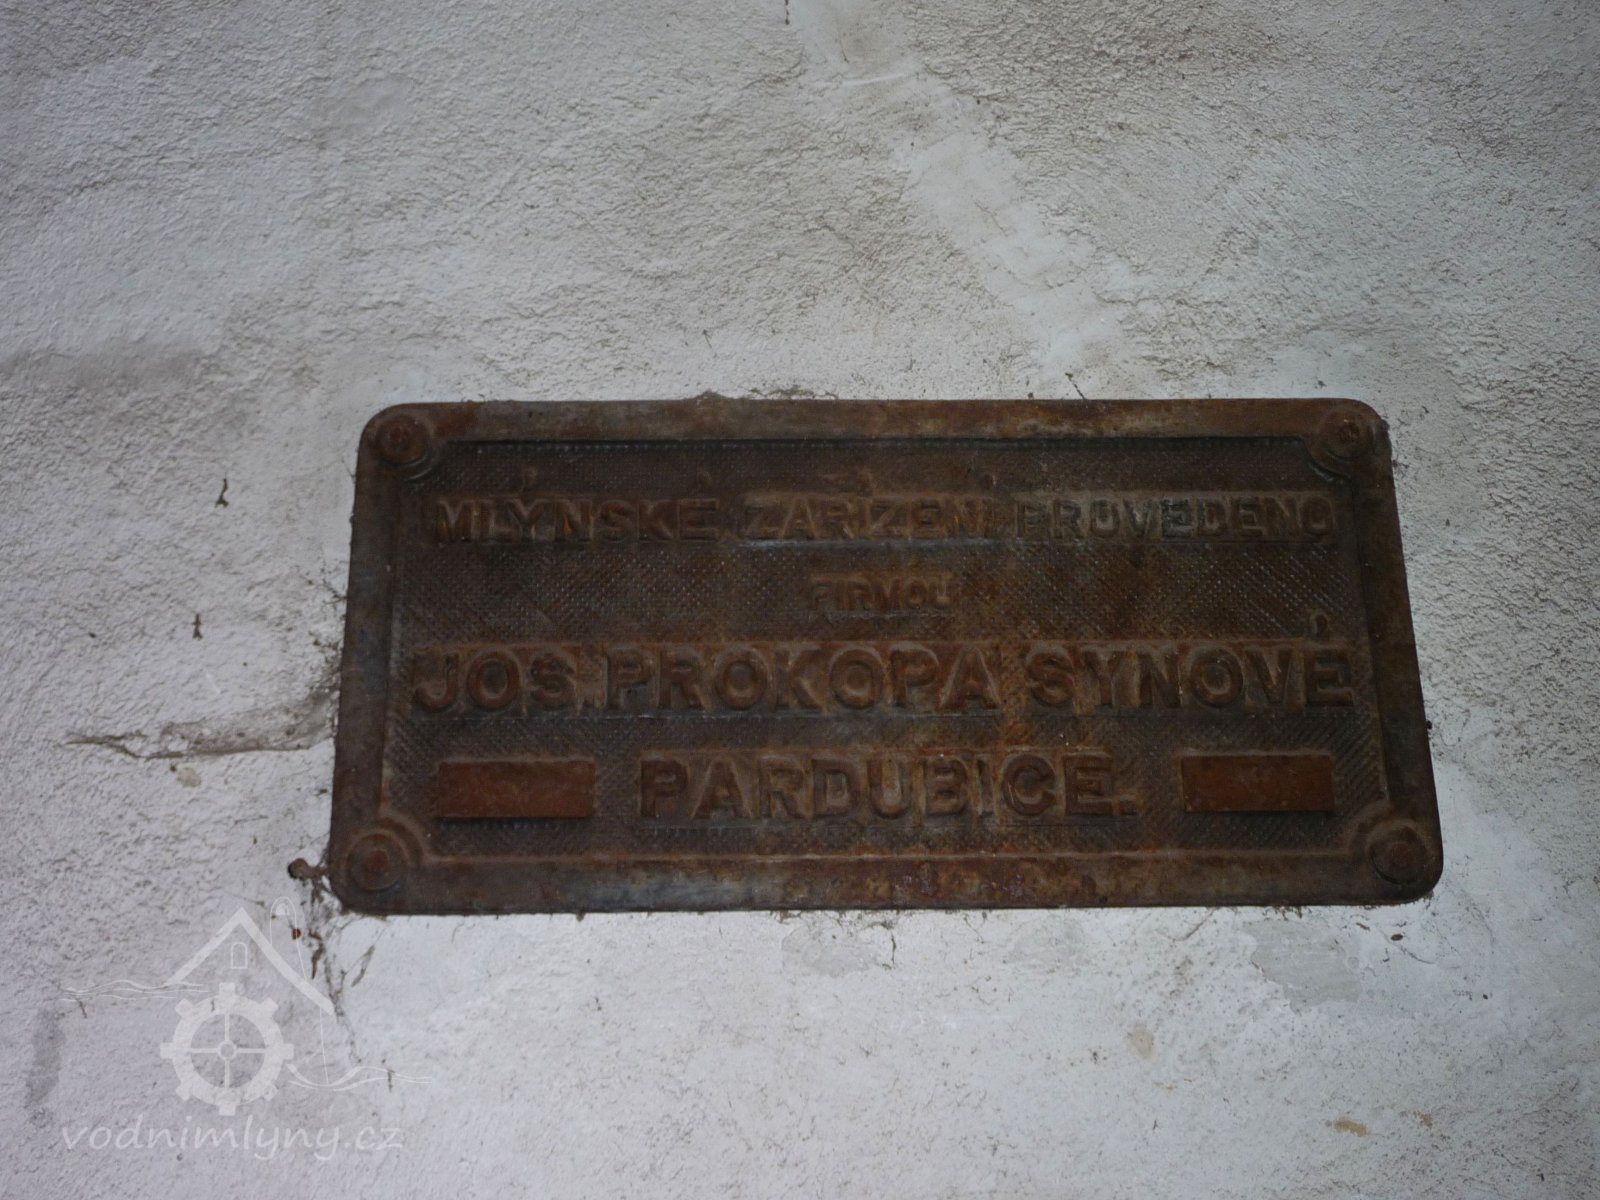 MLÝNSKÉ ZAŘÍZENÍ PROVEDENO
FIRMOU
JOS. PROKOPA SYNOVÉ
PARDUBICE.
vodnimlyny.cz